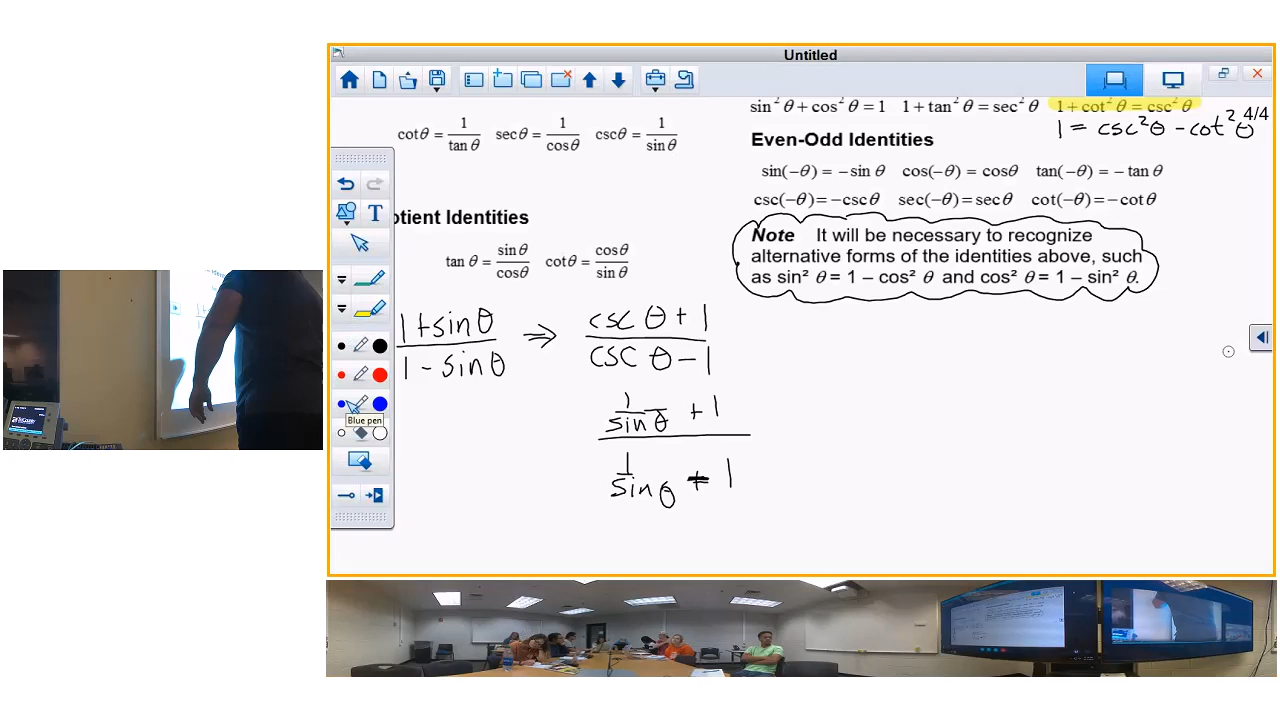 Untitled
sin² θ + cos² θ = 1 1 + tan² θ = sec² θ 1 + cot² θ = csc² θ
4/4
1 = csc²θ - cot²θ
cot θ = 1/tan θ sec θ = 1/cos θ csc θ = 1/sin θ
Even-Odd Identities
sin(−θ) = −sin θ cos(−θ) = cos θ tan(−θ) = − tan θ
csc(−θ) = −csc θ sec(−θ) = sec θ cot(−θ) = −cot θ
T
otient Identities
tan θ = sin θ/cos θ cot θ = cos θ/sin θ
Note It will be necessary to recognize
alternative forms of the identities above, such
as sin² θ = 1 – cos² θ and cos² θ = 1 – sin² θ.
1 + sin θ / 1 - sin θ ⇒ csc θ + 1 / csc θ - 1
1/sin θ + 1
1/sin θ - 1
Blue pen